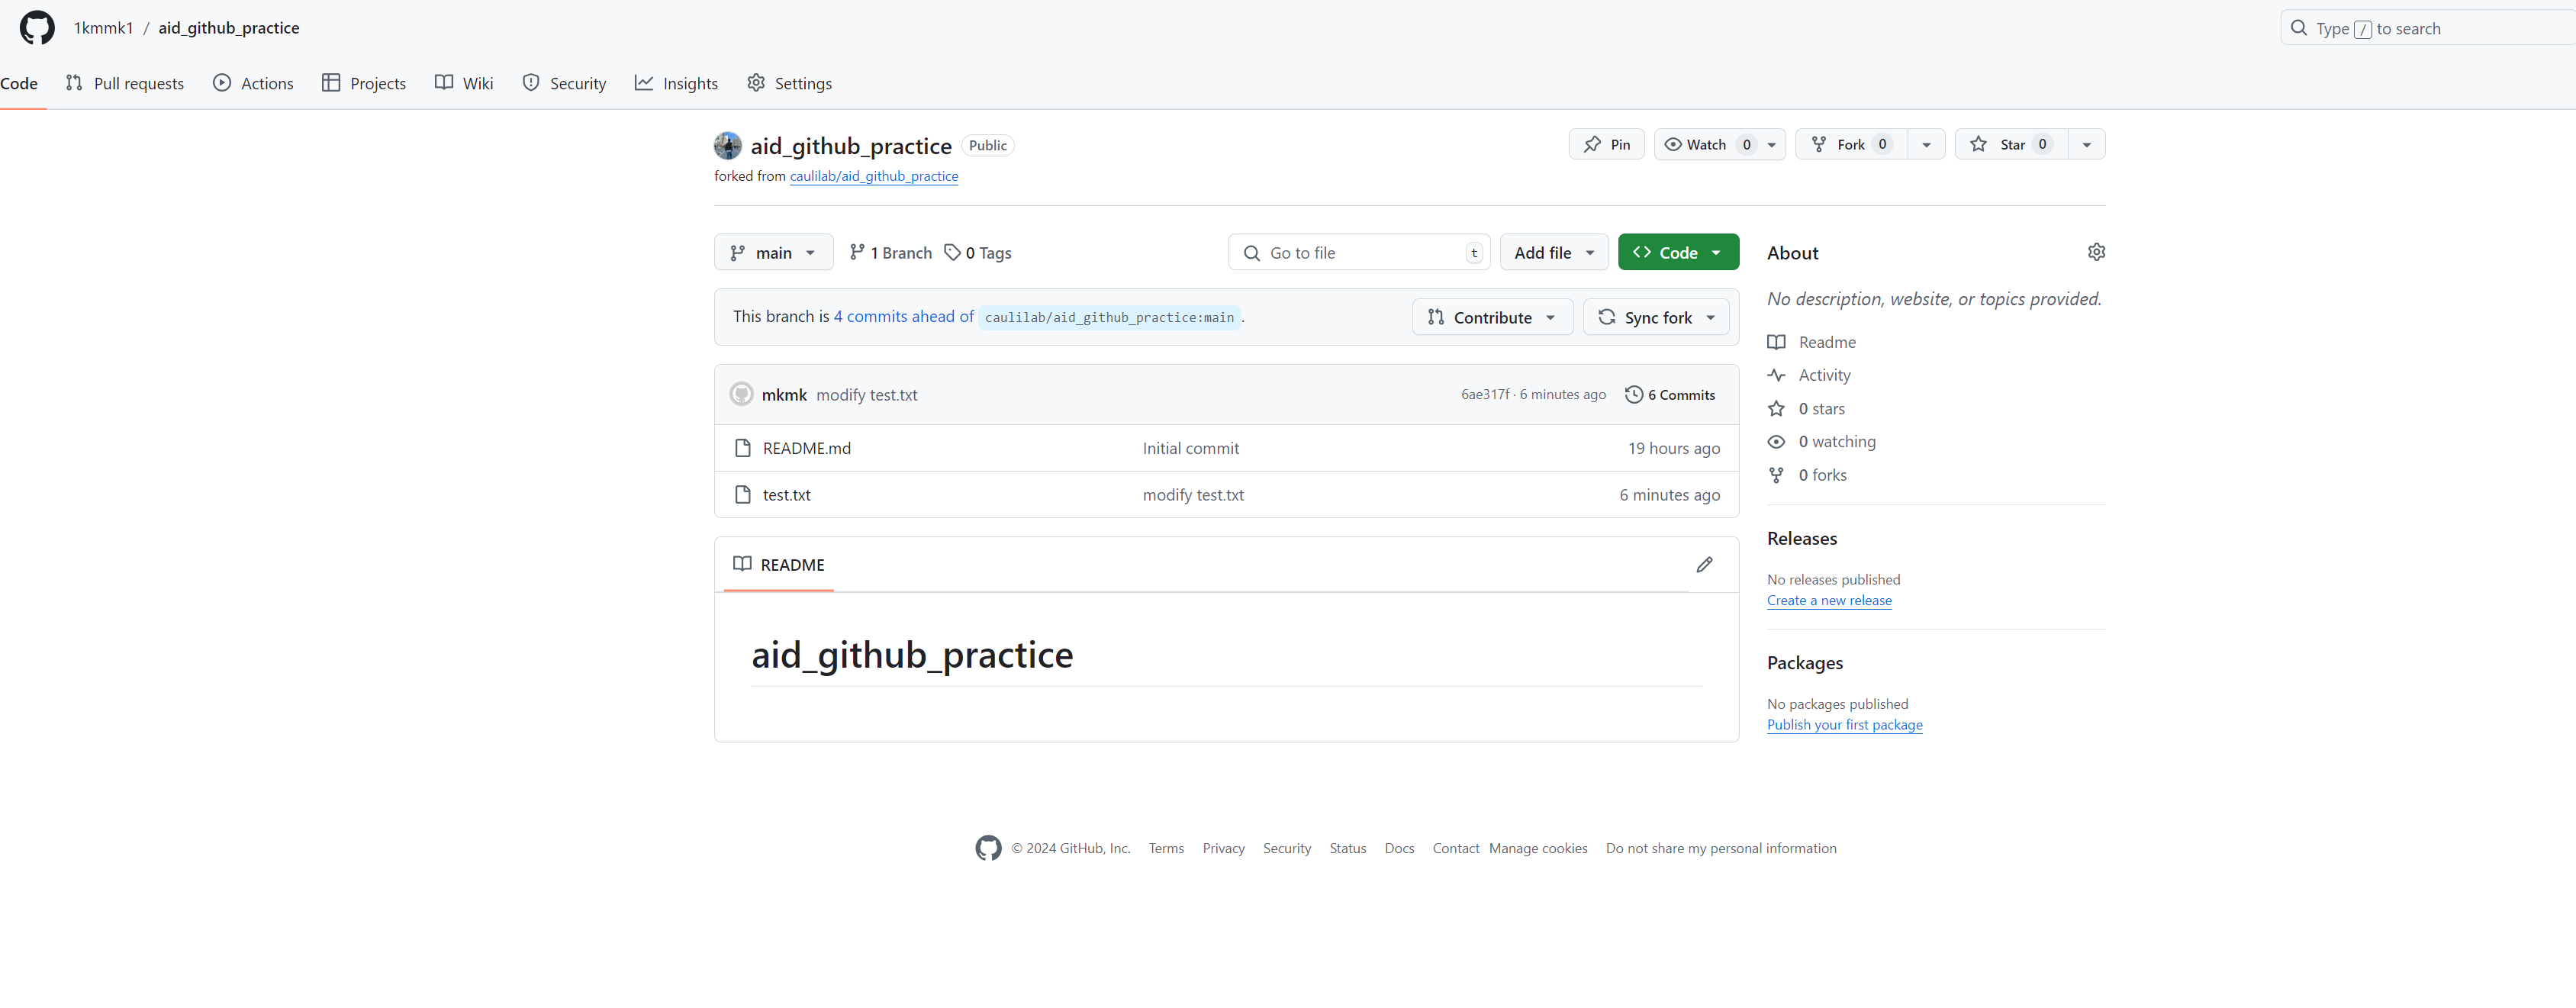 1kmmk1 / aid_github_practice
Type / to search
Code Pull requests Actions Projects Wiki Security Insights Settings
aid_github_practice Public
Pin Watch 0 Fork 0 Star 0
forked from caulilab/aid_github_practice
main 1 Branch 0 Tags
Go to file t Add file Code
This branch is 4 commits ahead of caulilab/aid_github_practice:main .
Contribute Sync fork
mkmk modify test.txt 6ae317f · 6 minutes ago 6 Commits
README.md Initial commit 19 hours ago
test.txt modify test.txt 6 minutes ago
README
aid_github_practice
About
No description, website, or topics provided.
Readme
Activity
0 stars
0 watching
0 forks
Releases
No releases published
Create a new release
Packages
No packages published
Publish your first package
© 2024 GitHub, Inc. Terms Privacy Security Status Docs Contact Manage cookies Do not share my personal information